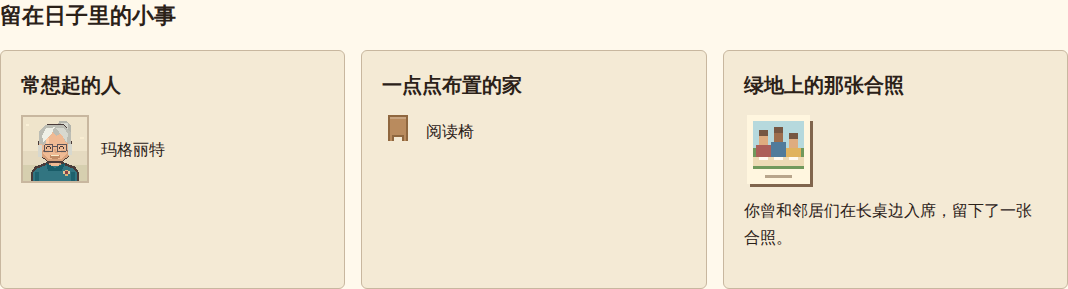 留在日子里的小事
常想起的人
玛格丽特
一点点布置的家
阅读椅
绿地上的那张合照
你曾和邻居们在长桌边入席，留下了一张
合照。